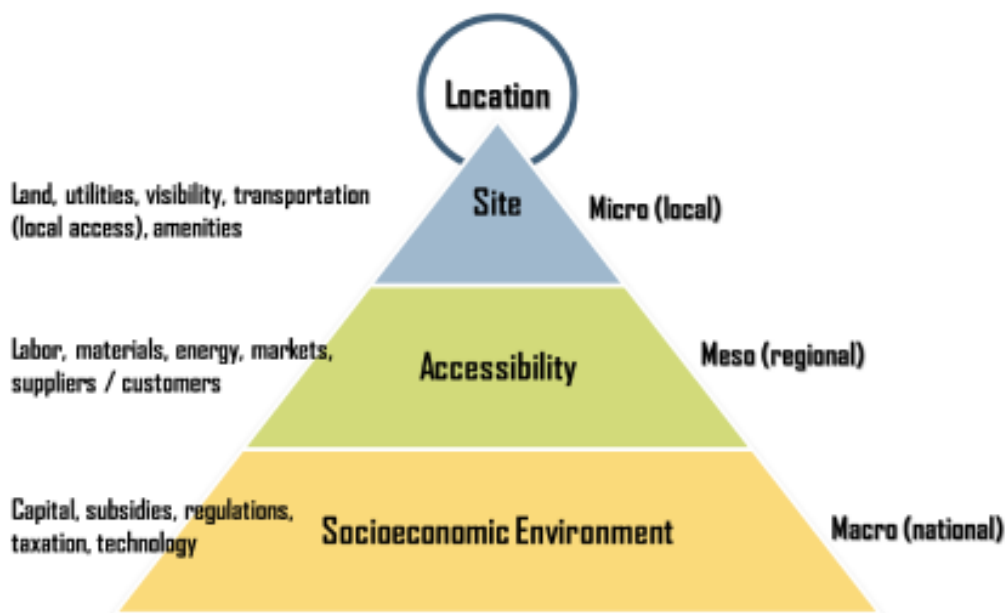 Location
Land, utilities, visibility, transportation
(local access), amenities
Site
Micro (local)
Labor, materials, energy, markets,
suppliers / customers
Accessibility
Meso (regional)
Capital, subsidies, regulations,
taxation, technology
Socioeconomic Environment
Macro (national)